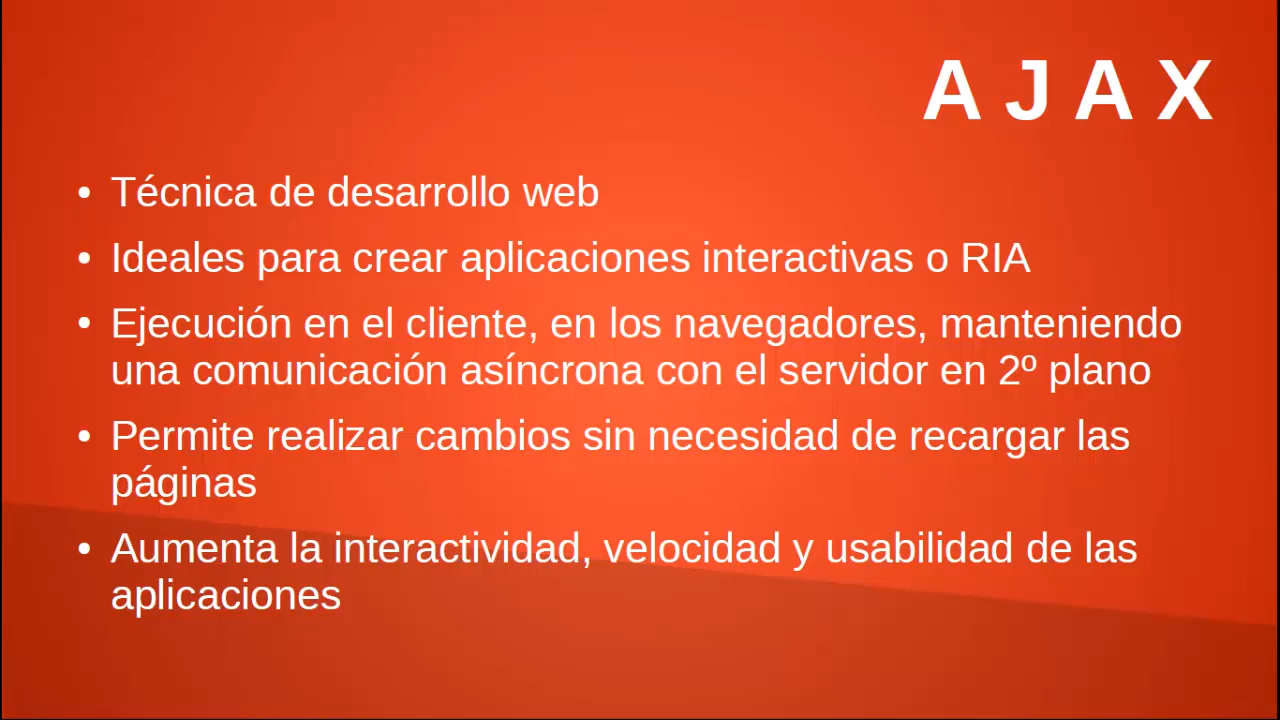 A J A X
• Técnica de desarrollo web
• Ideales para crear aplicaciones interactivas o RIA
• Ejecución en el cliente, en los navegadores, manteniendo
una comunicación asíncrona con el servidor en 2º plano
• Permite realizar cambios sin necesidad de recargar las
páginas
• Aumenta la interactividad, velocidad y usabilidad de las
aplicaciones